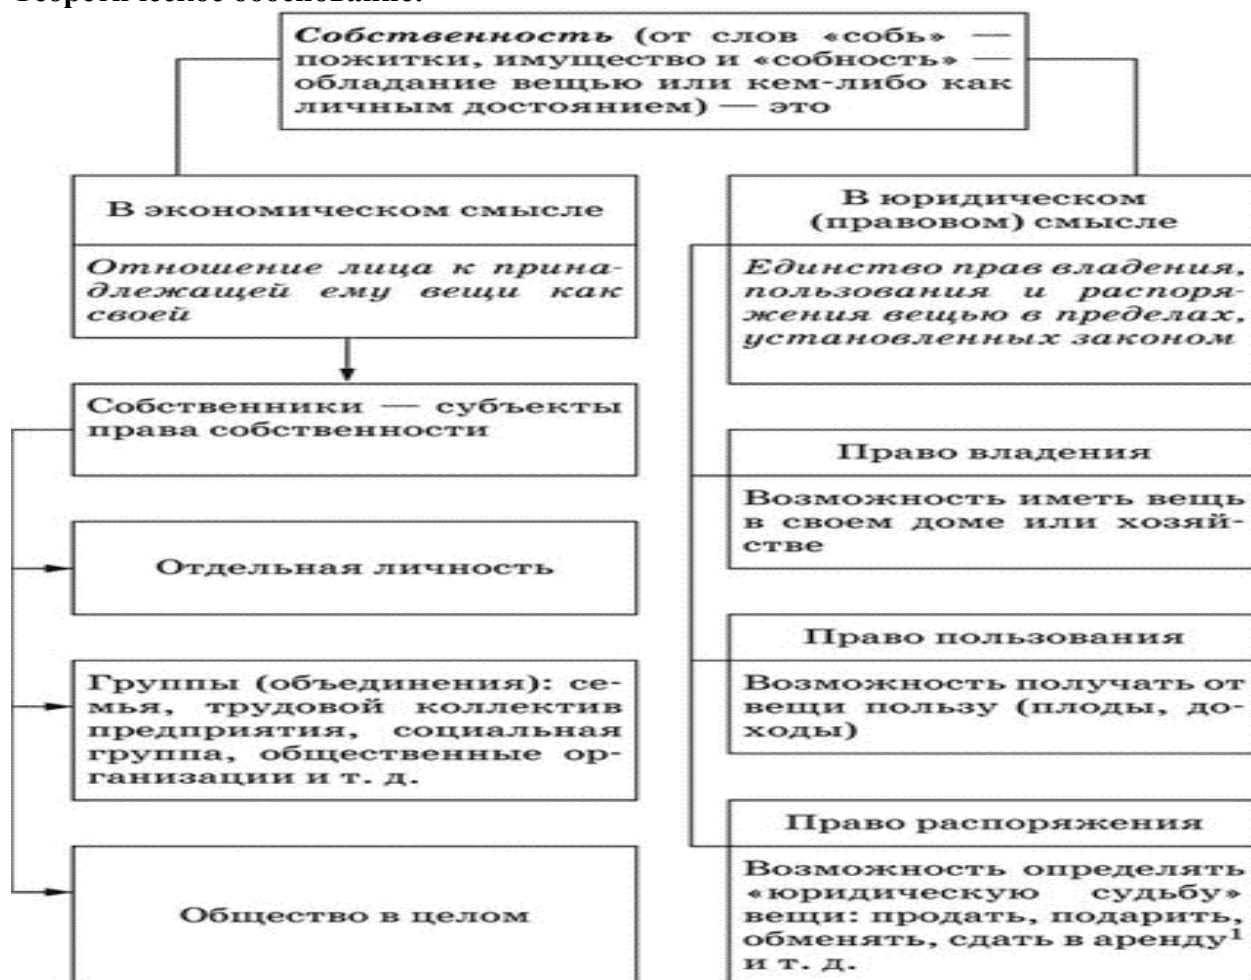 Собственность (от слов «собь» —
пожитки, имущество и «собность» —
обладание вещью или кем-либо как
личным достоянием) — это
В экономическом смысле
Отношение лица к прина-
длежащей ему вещи как
своей
Собственники — субъекты
права собственности
Отдельная личность
Группы (объединения): се-
мья, трудовой коллектив
предприятия, социальная
группа, общественные ор-
ганизации и т. д.
Общество в целом
В юридическом
(правовом) смысле
Единство прав владения,
пользования и распоря-
жения вещью в пределах,
установленных законом
Право владения
Возможность иметь вещь
в своем доме или хозяй-
стве
Право пользования
Возможность получать от
вещи пользу (плоды, до-
ходы)
Право распоряжения
Возможность определять
«юридическую судьбу»
вещи: продать, подарить,
обменять, сдать в аренду¹
и т. д.